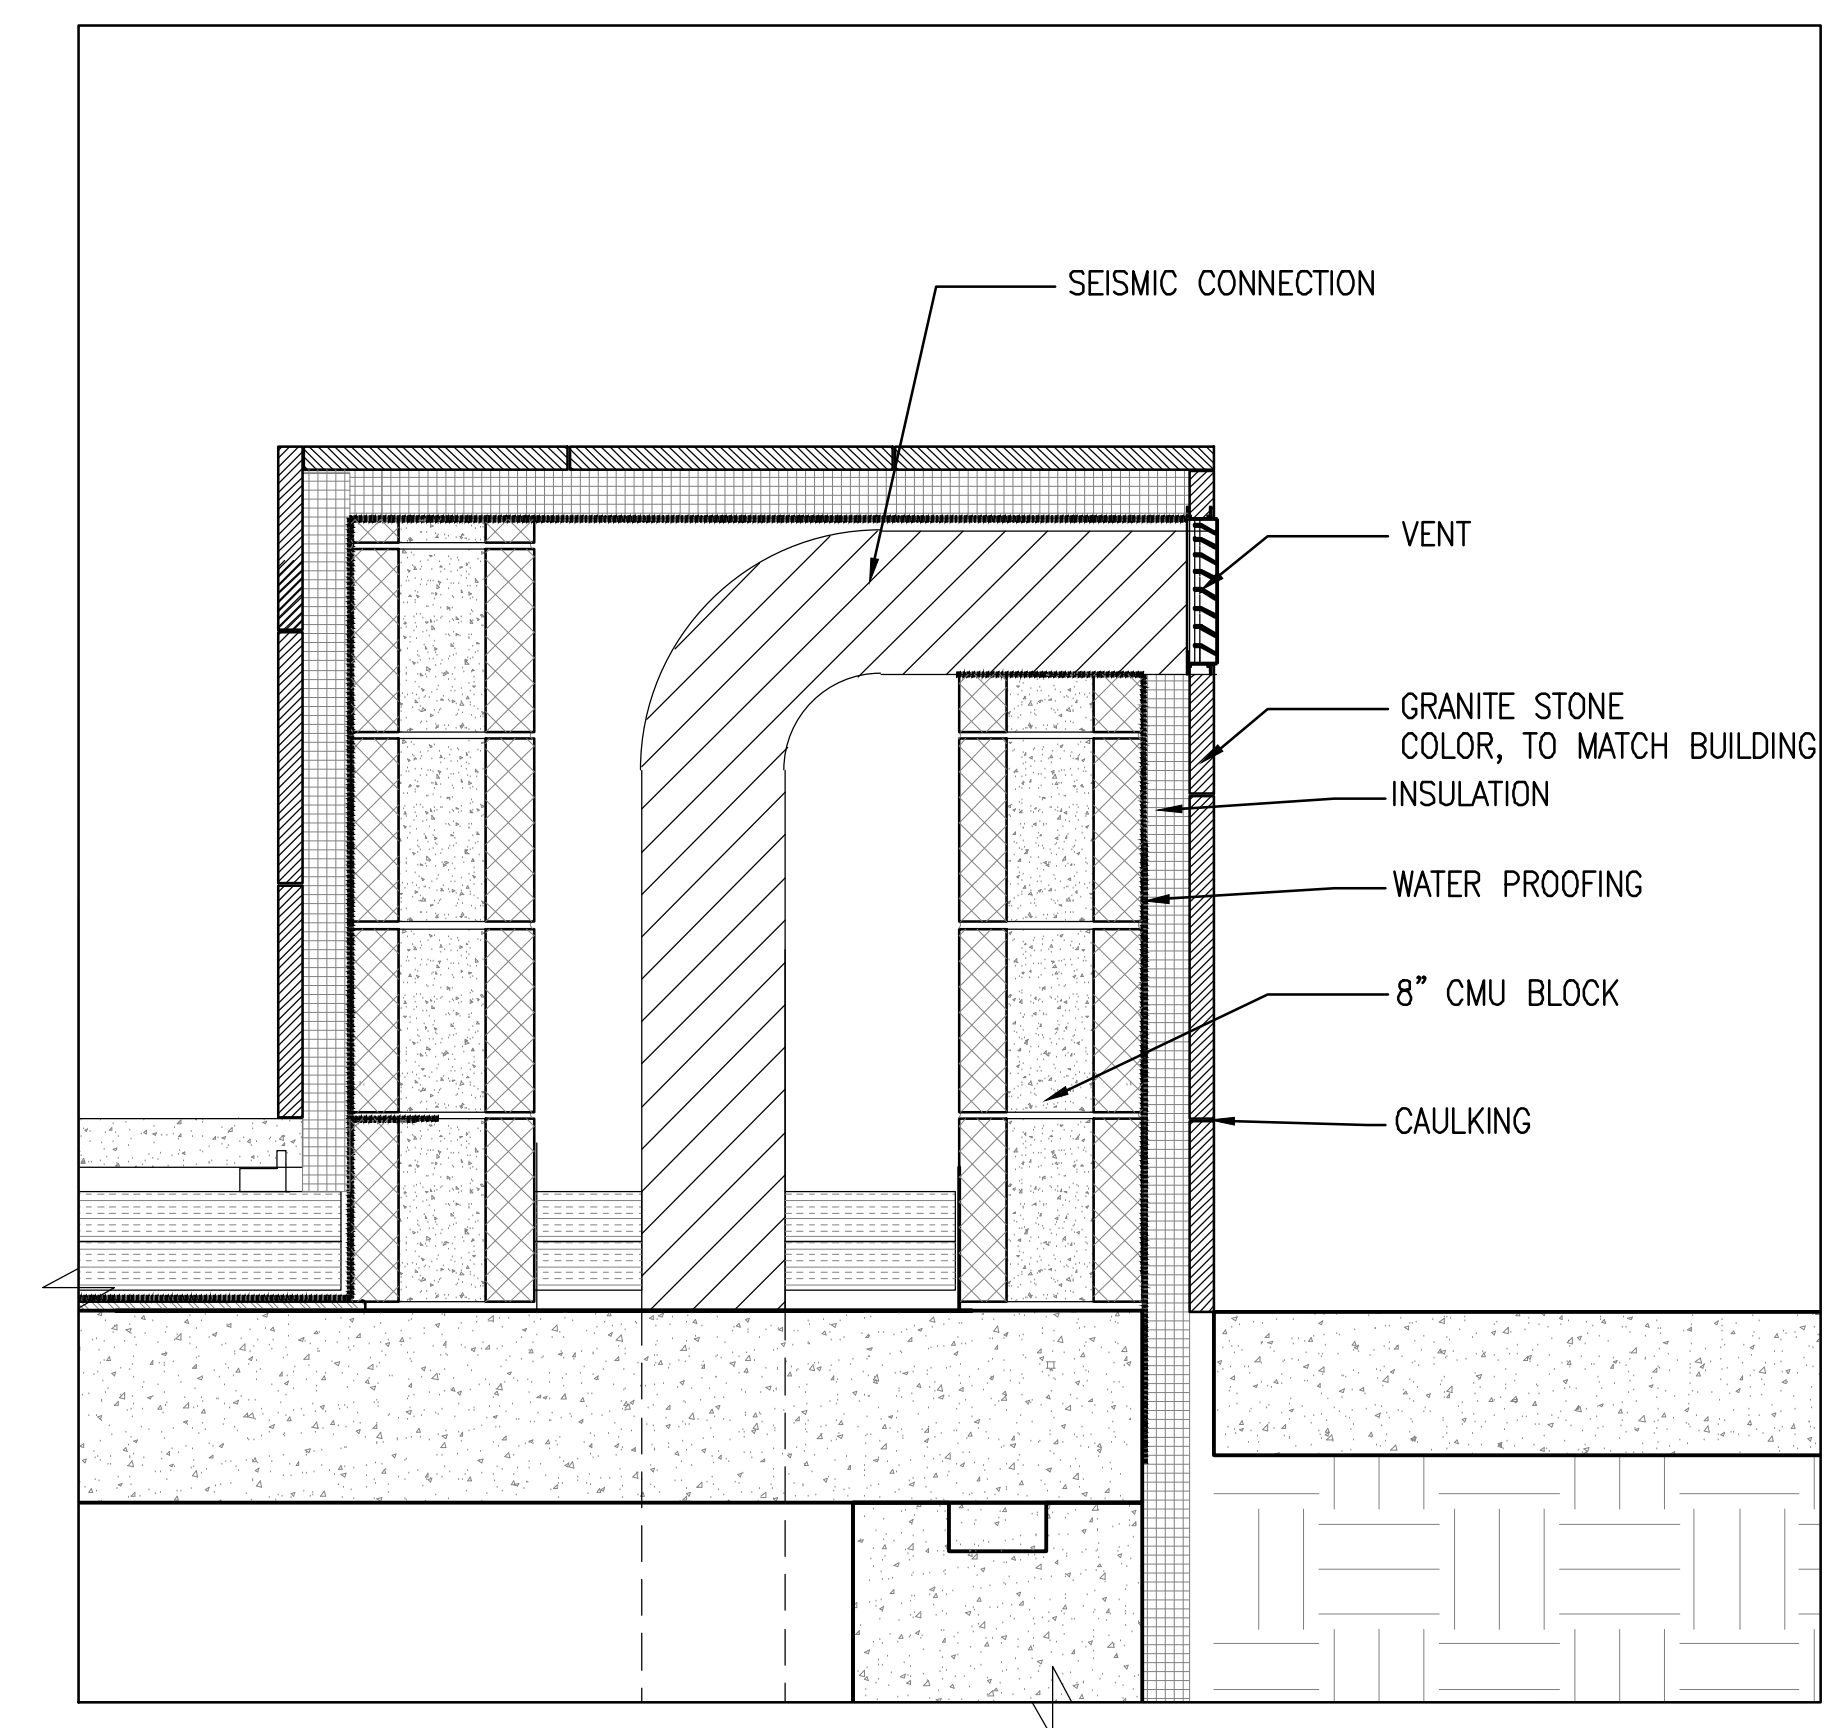 SEISMIC CONNECTION
VENT
GRANITE STONE
COLOR, TO MATCH BUILDING
INSULATION
WATER PROOFING
8” CMU BLOCK
CAULKING